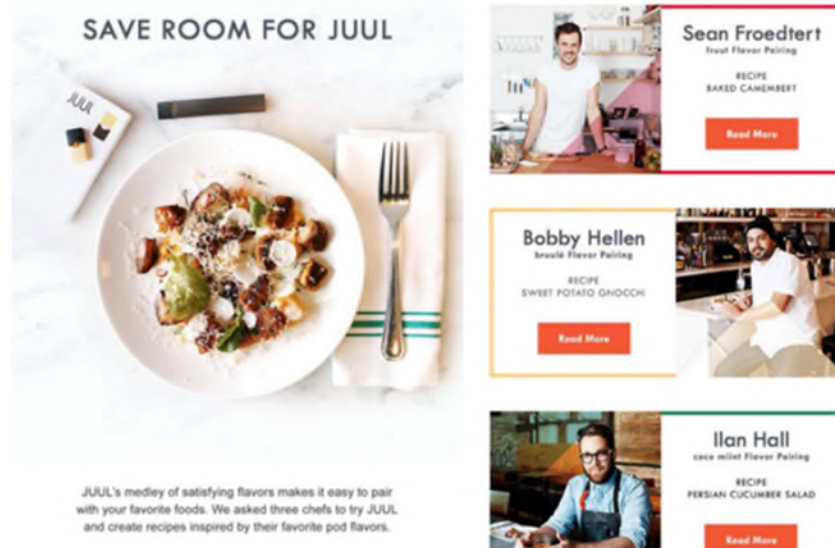 SAVE ROOM FOR JUUL
JUUL
JUUL's medley of satisfying flavors makes it easy to pair
with your favorite foods. We asked three chefs to try JUUL
and create recipes inspired by their favorite pod flavors.
Sean Froedtert
fruut Flavor Pairing
RECIPE
BAKED CAMEMBERT
Read More
Bobby Hellen
bruulé Flavor Pairing
RECIPE
SWEET POTATO GNOCCHI
Read More
Ilan Hall
coco miint Flavor Pairing
RECIPE
PERSIAN CUCUMBER SALAD
Read More